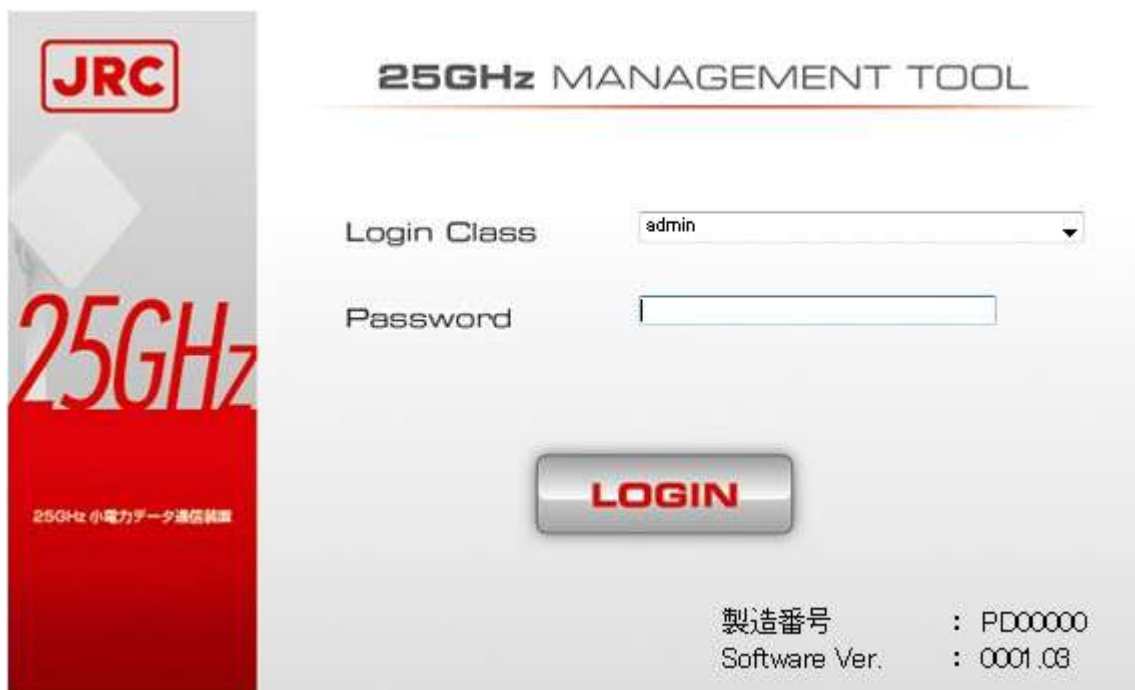 JRC
25GHz MANAGEMENT TOOL
Login Class
admin
Password
25GHz
LOGIN
25GHz 小電力データ通信装置
製造番号 : PD00000
Software Ver. : 0001.03